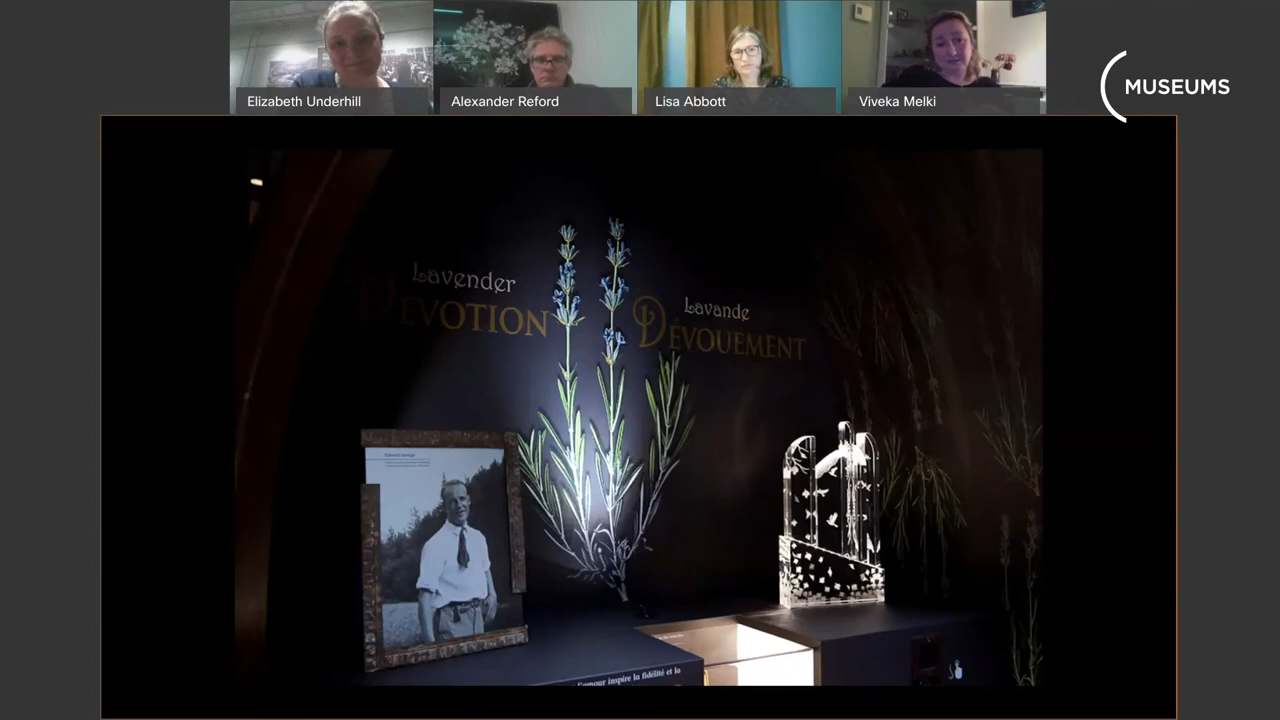 Elizabeth Underhill
Alexander Reford
Lisa Abbott
Viveka Melki
MUSEUMS
Lavender
DEVOTION
Lavande
DÉVOUEMENT
l'amour inspire la fidélité et la